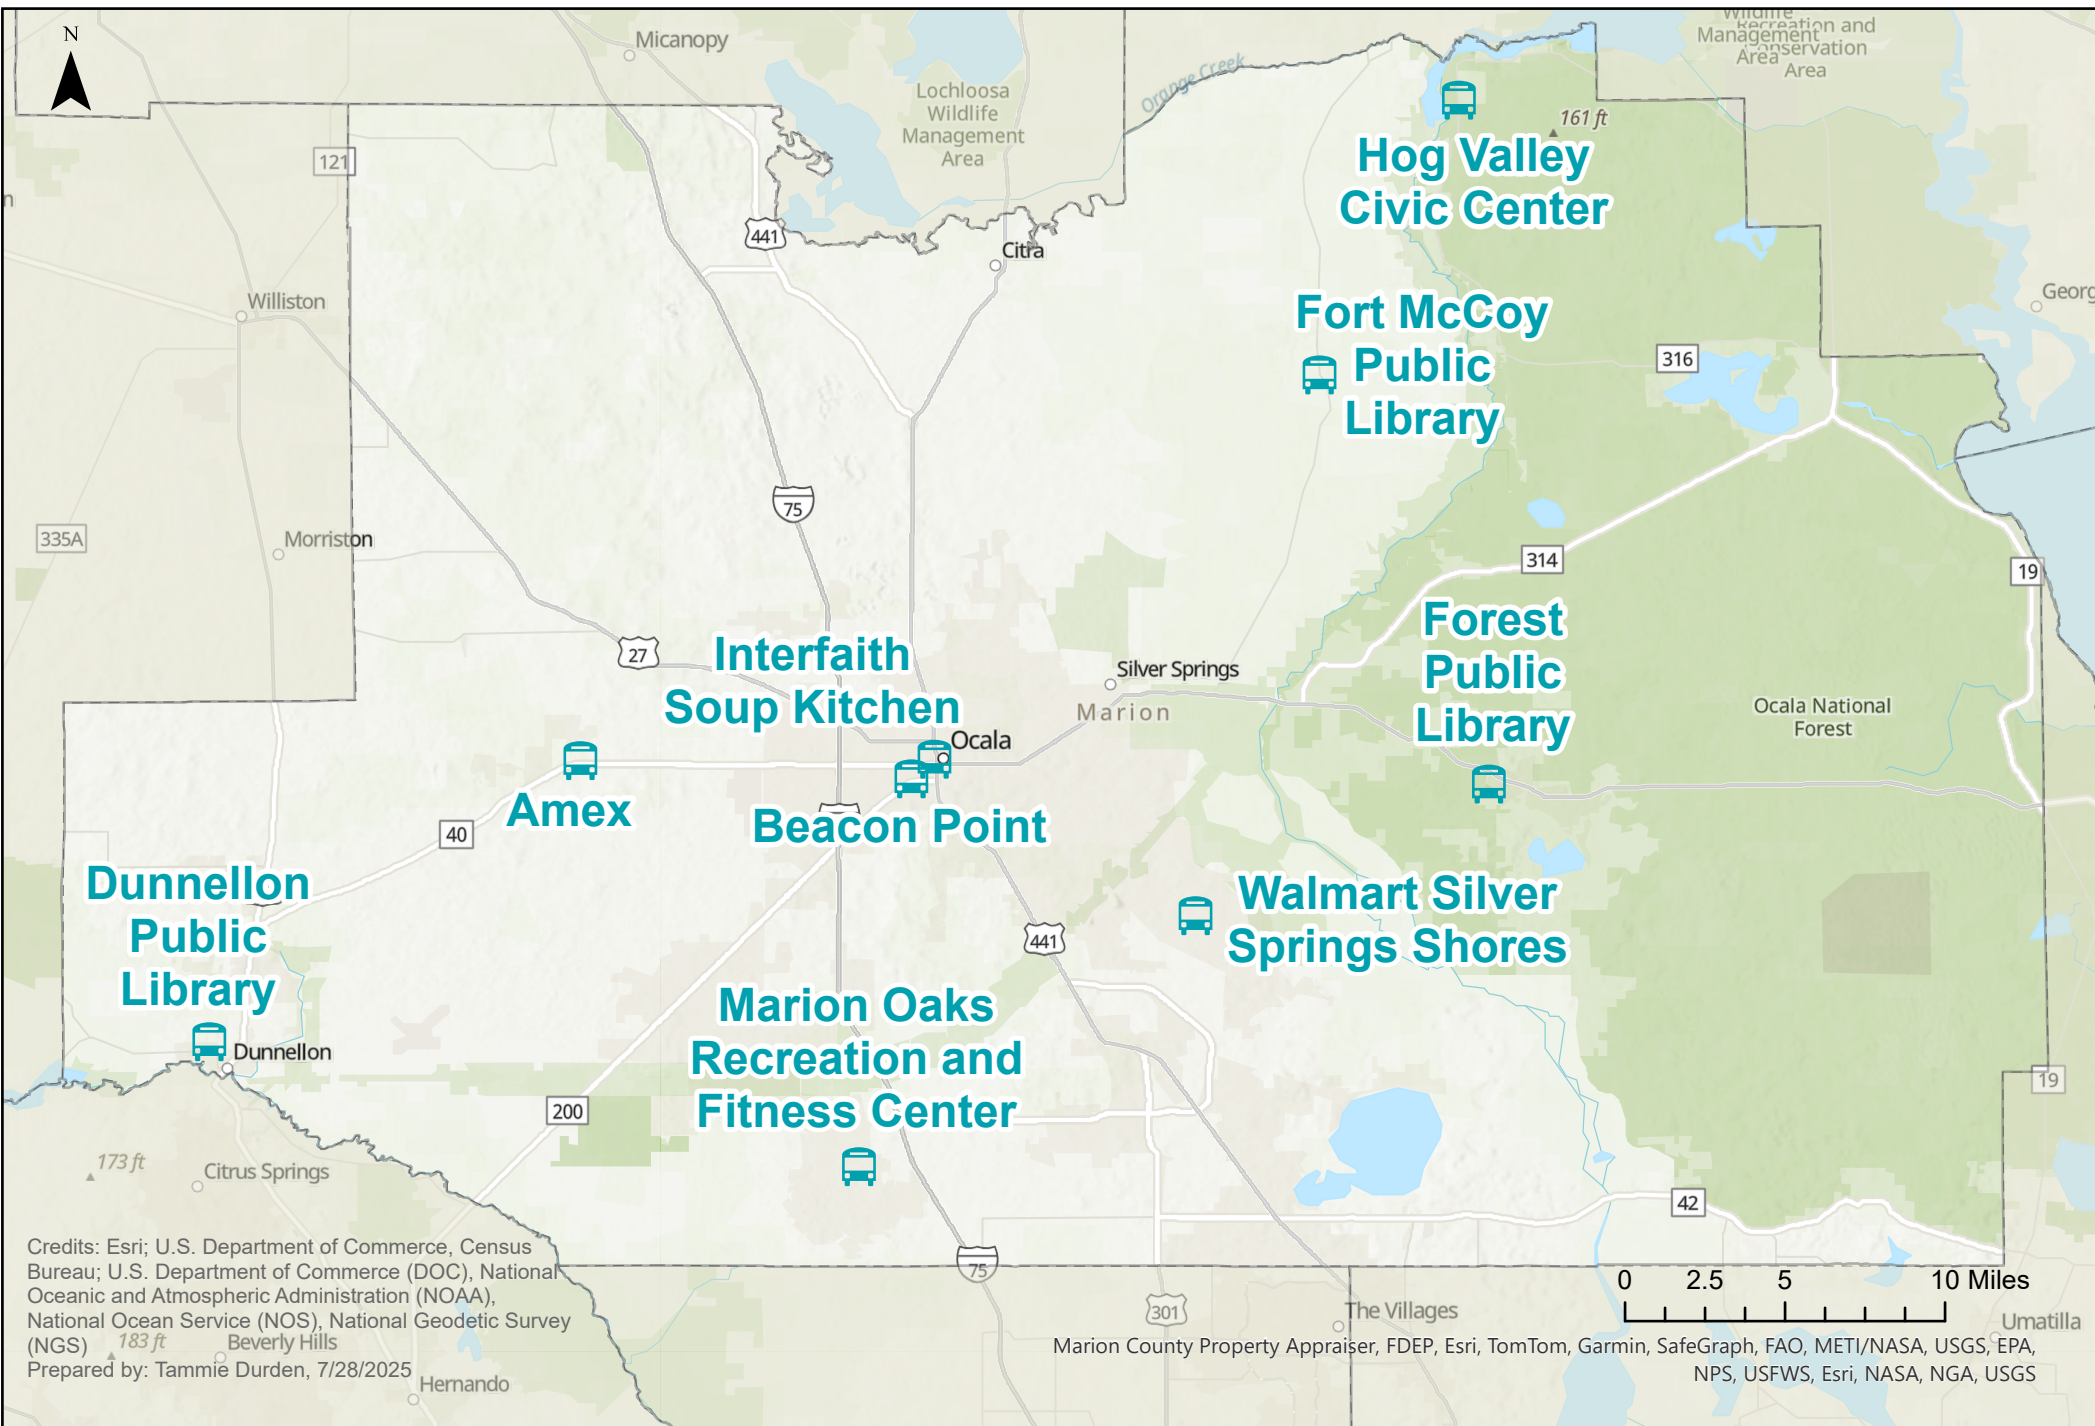 N
Micanopy
Lochloosa
Wildlife
Management
Area
Orange Creek
Wildlife
Management
Area
Recreation and
Conservation
Area
161 ft
Hog Valley
Civic Center
121
441
Citra
Williston
Fort McCoy
Public
Library
316
75
335A
Morriston
314
19
Forest
Public
Library
27
Interfaith
Soup Kitchen
Silver Springs
Marion
Ocala National
Forest
Ocala
Amex
Beacon Point
40
Dunnellon
Public
Library
Walmart Silver
Springs Shores
441
Marion Oaks
Recreation and
Fitness Center
Dunnellon
19
200
173 ft
Citrus Springs
42
75
301
The Villages
Umatilla
0 2.5 5 10 Miles
Credits: Esri; U.S. Department of Commerce, Census
Bureau; U.S. Department of Commerce (DOC), National
Oceanic and Atmospheric Administration (NOAA),
National Ocean Service (NOS), National Geodetic Survey
(NGS)
183 ft
Beverly Hills
Prepared by: Tammie Durden, 7/28/2025
Hernando
Marion County Property Appraiser, FDEP, Esri, TomTom, Garmin, SafeGraph, FAO, METI/NASA, USGS, EPA,
NPS, USFWS, Esri, NASA, NGA, USGS